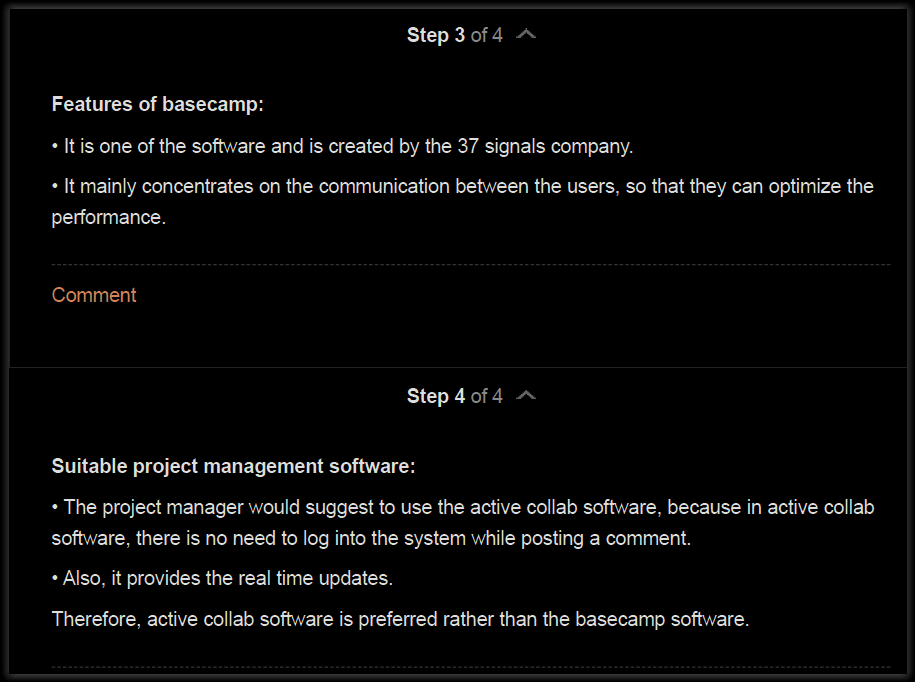 Step 3 of 4
Features of basecamp:
• It is one of the software and is created by the 37 signals company.
• It mainly concentrates on the communication between the users, so that they can optimize the
performance.
Comment
Step 4 of 4
Suitable project management software:
• The project manager would suggest to use the active collab software, because in active collab
software, there is no need to log into the system while posting a comment.
• Also, it provides the real time updates.
Therefore, active collab software is preferred rather than the basecamp software.